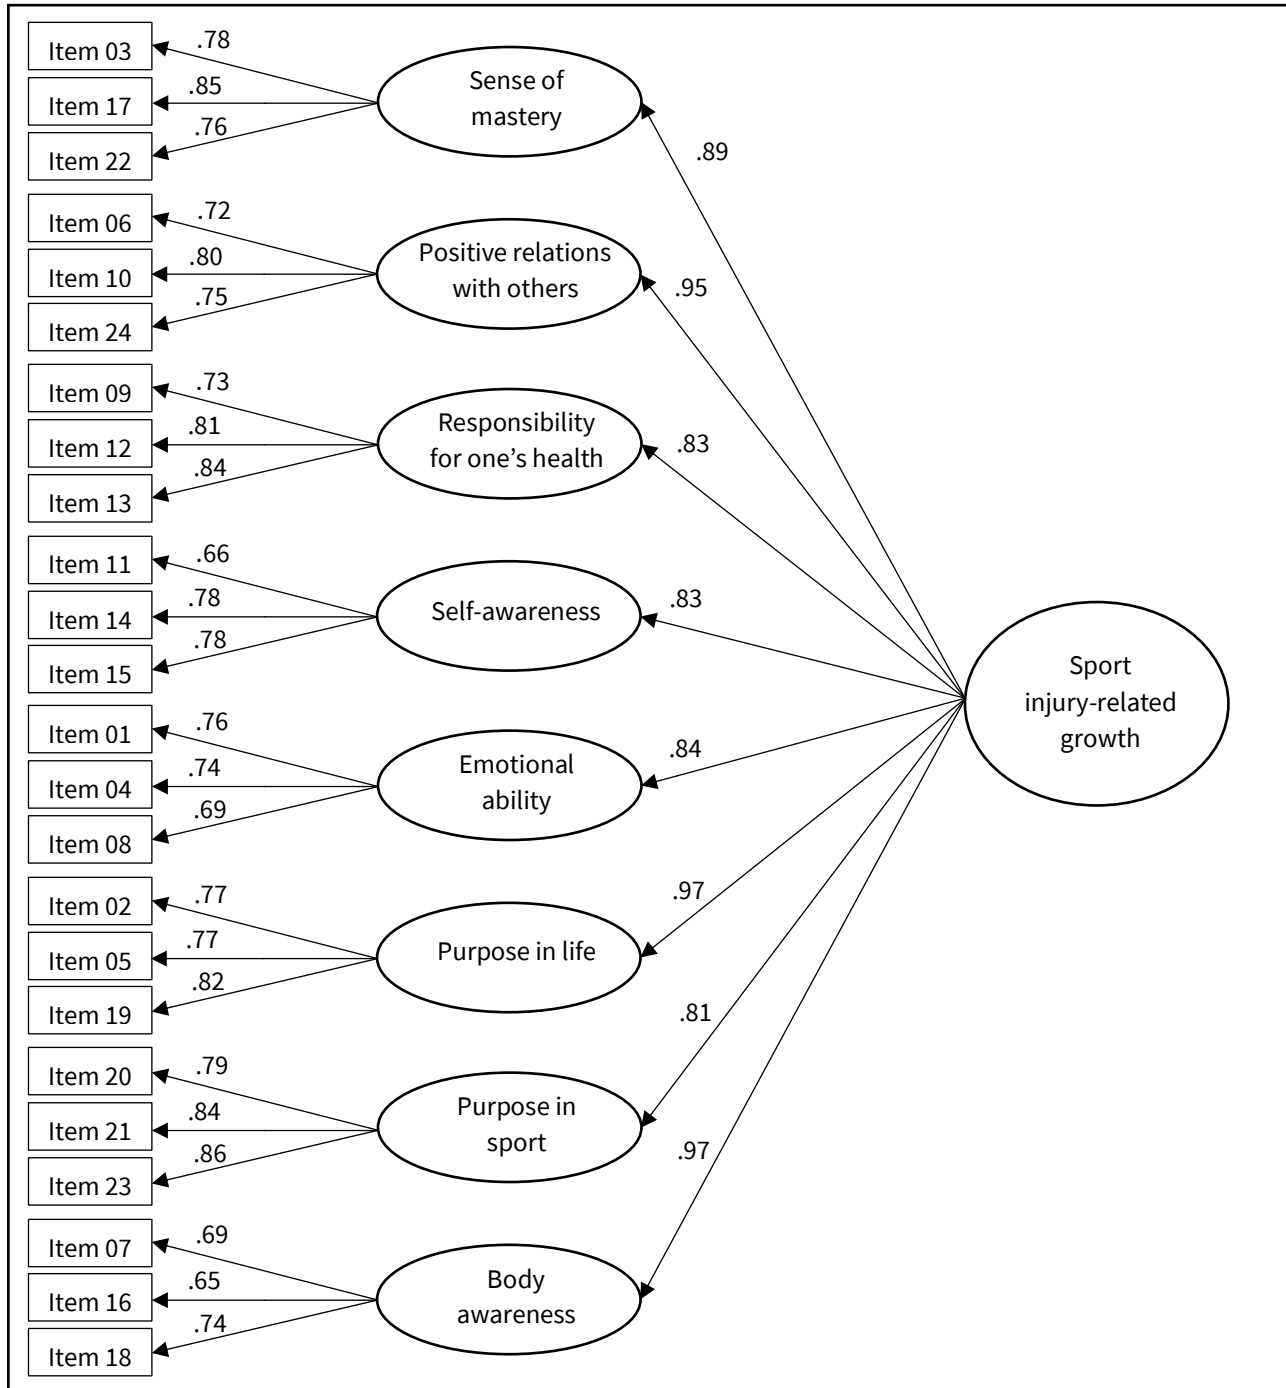 Item 03
.78
Item 17
.85
Item 22
.76
Sense of
mastery
.89
Item 06
.72
Item 10
.80
Item 24
.75
Positive relations
with others
.95
Item 09
.73
Item 12
.81
Item 13
.84
Responsibility
for one’s health
.83
Item 11
.66
Item 14
.78
Item 15
.78
Self-awareness
.83
Item 01
.76
Item 04
.74
Item 08
.69
Emotional
ability
.84
Item 02
.77
Item 05
.77
Item 19
.82
Purpose in life
.97
Item 20
.79
Item 21
.84
Item 23
.86
Purpose in
sport
.81
Item 07
.69
Item 16
.65
Item 18
.74
Body
awareness
.97
Sport
injury-related
growth